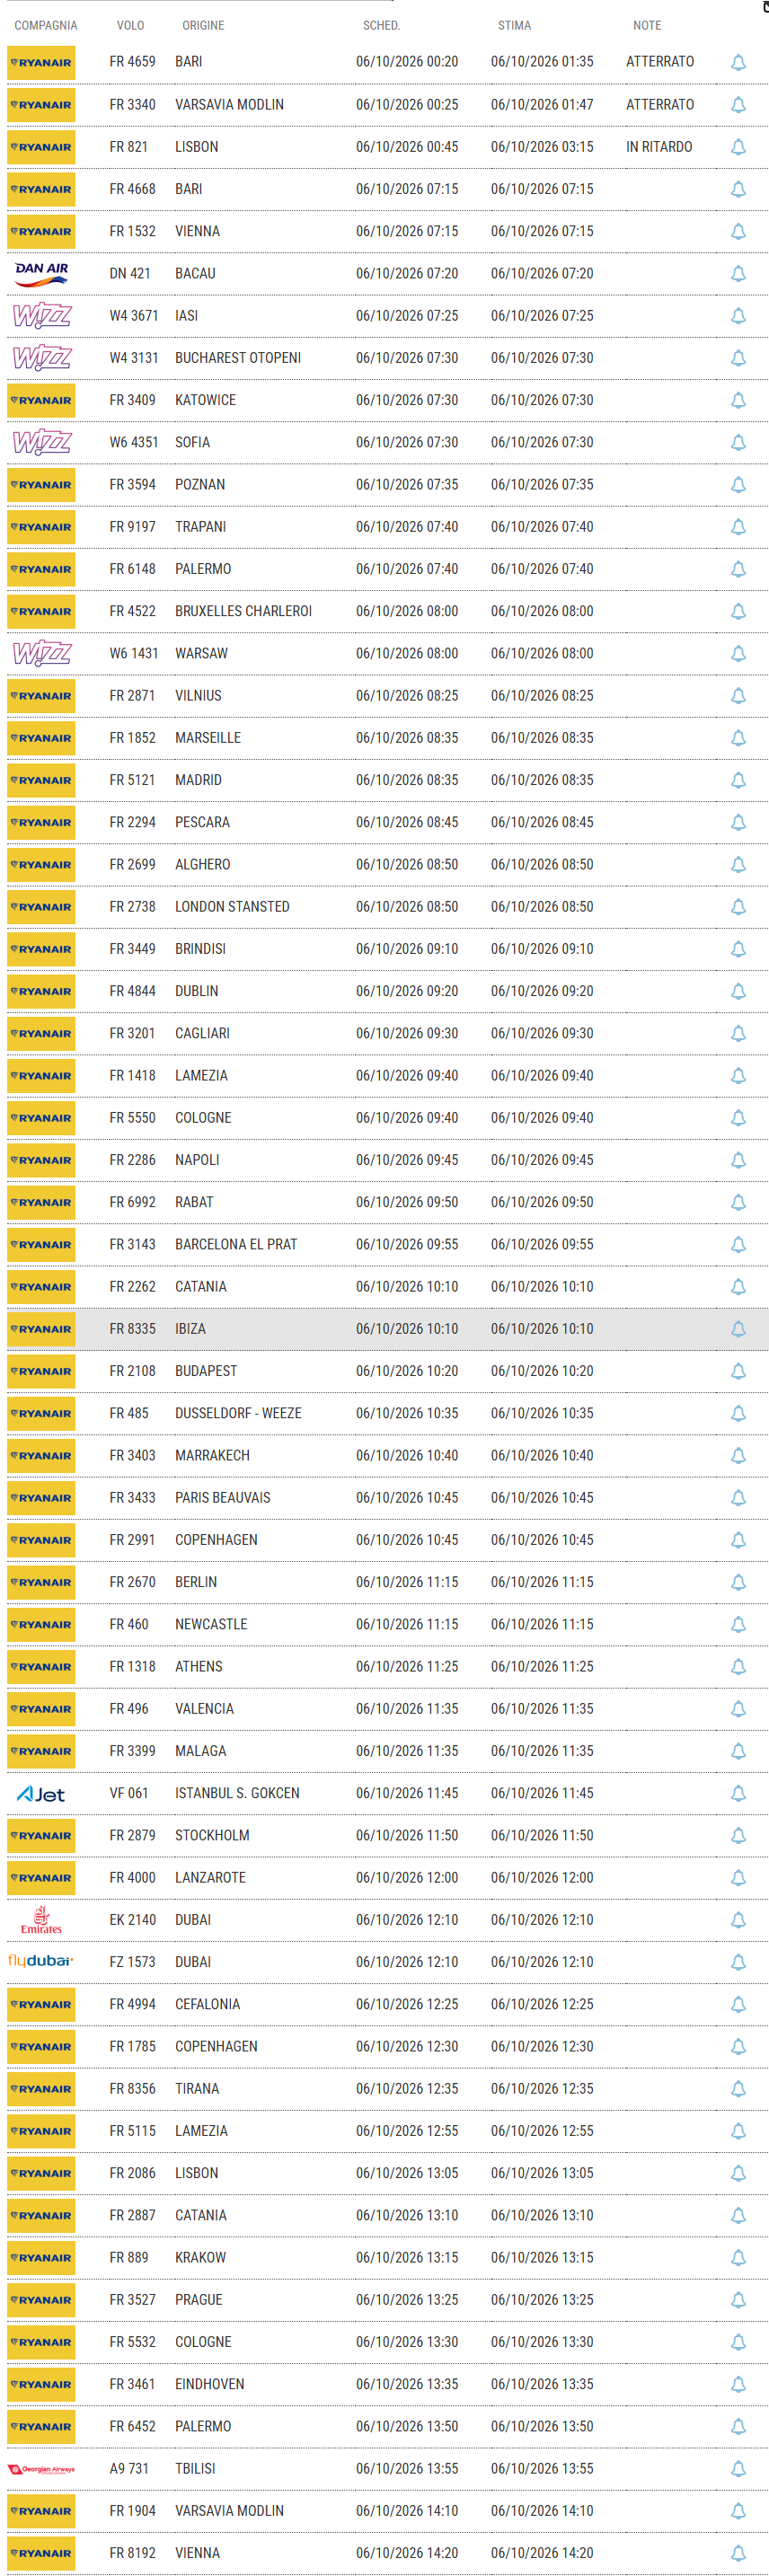 COMPAGNIA VOLO ORIGINE SCHED. STIMA NOTE
RYANAIR FR 4659 BARI 06/10/2026 00:20 06/10/2026 01:35 ATTERRATO
RYANAIR FR 3340 VARSAVIA MODLIN 06/10/2026 00:25 06/10/2026 01:47 ATTERRATO
RYANAIR FR 821 LISBON 06/10/2026 00:45 06/10/2026 03:15 IN RITARDO
RYANAIR FR 4668 BARI 06/10/2026 07:15 06/10/2026 07:15
RYANAIR FR 1532 VIENNA 06/10/2026 07:15 06/10/2026 07:15
DAN AIR DN 421 BACAU 06/10/2026 07:20 06/10/2026 07:20
WIZZ W4 3671 IASI 06/10/2026 07:25 06/10/2026 07:25
WIZZ W4 3131 BUCHAREST OTOPENI 06/10/2026 07:30 06/10/2026 07:30
RYANAIR FR 3409 KATOWICE 06/10/2026 07:30 06/10/2026 07:30
WIZZ W6 4351 SOFIA 06/10/2026 07:30 06/10/2026 07:30
RYANAIR FR 3594 POZNAN 06/10/2026 07:35 06/10/2026 07:35
RYANAIR FR 9197 TRAPANI 06/10/2026 07:40 06/10/2026 07:40
RYANAIR FR 6148 PALERMO 06/10/2026 07:40 06/10/2026 07:40
RYANAIR FR 4522 BRUXELLES CHARLEROI 06/10/2026 08:00 06/10/2026 08:00
WIZZ W6 1431 WARSAW 06/10/2026 08:00 06/10/2026 08:00
RYANAIR FR 2871 VILNIUS 06/10/2026 08:25 06/10/2026 08:25
RYANAIR FR 1852 MARSEILLE 06/10/2026 08:35 06/10/2026 08:35
RYANAIR FR 5121 MADRID 06/10/2026 08:35 06/10/2026 08:35
RYANAIR FR 2294 PESCARA 06/10/2026 08:45 06/10/2026 08:45
RYANAIR FR 2699 ALGHERO 06/10/2026 08:50 06/10/2026 08:50
RYANAIR FR 2738 LONDON STANSTED 06/10/2026 08:50 06/10/2026 08:50
RYANAIR FR 3449 BRINDISI 06/10/2026 09:10 06/10/2026 09:10
RYANAIR FR 4844 DUBLIN 06/10/2026 09:20 06/10/2026 09:20
RYANAIR FR 3201 CAGLIARI 06/10/2026 09:30 06/10/2026 09:30
RYANAIR FR 1418 LAMEZIA 06/10/2026 09:40 06/10/2026 09:40
RYANAIR FR 5550 COLOGNE 06/10/2026 09:40 06/10/2026 09:40
RYANAIR FR 2286 NAPOLI 06/10/2026 09:45 06/10/2026 09:45
RYANAIR FR 6992 RABAT 06/10/2026 09:50 06/10/2026 09:50
RYANAIR FR 3143 BARCELONA EL PRAT 06/10/2026 09:55 06/10/2026 09:55
RYANAIR FR 2262 CATANIA 06/10/2026 10:10 06/10/2026 10:10
RYANAIR FR 8335 IBIZA 06/10/2026 10:10 06/10/2026 10:10
RYANAIR FR 2108 BUDAPEST 06/10/2026 10:20 06/10/2026 10:20
RYANAIR FR 485 DUSSELDORF - WEEZE 06/10/2026 10:35 06/10/2026 10:35
RYANAIR FR 3403 MARRAKECH 06/10/2026 10:40 06/10/2026 10:40
RYANAIR FR 3433 PARIS BEAUVAIS 06/10/2026 10:45 06/10/2026 10:45
RYANAIR FR 2991 COPENHAGEN 06/10/2026 10:45 06/10/2026 10:45
RYANAIR FR 2670 BERLIN 06/10/2026 11:15 06/10/2026 11:15
RYANAIR FR 460 NEWCASTLE 06/10/2026 11:15 06/10/2026 11:15
RYANAIR FR 1318 ATHENS 06/10/2026 11:25 06/10/2026 11:25
RYANAIR FR 496 VALENCIA 06/10/2026 11:35 06/10/2026 11:35
RYANAIR FR 3399 MALAGA 06/10/2026 11:35 06/10/2026 11:35
AJet VF 061 ISTANBUL S. GOKCEN 06/10/2026 11:45 06/10/2026 11:45
RYANAIR FR 2879 STOCKHOLM 06/10/2026 11:50 06/10/2026 11:50
RYANAIR FR 4000 LANZAROTE 06/10/2026 12:00 06/10/2026 12:00
Emirates EK 2140 DUBAI 06/10/2026 12:10 06/10/2026 12:10
flydubai FZ 1573 DUBAI 06/10/2026 12:10 06/10/2026 12:10
RYANAIR FR 4994 CEFALONIA 06/10/2026 12:25 06/10/2026 12:25
RYANAIR FR 1785 COPENHAGEN 06/10/2026 12:30 06/10/2026 12:30
RYANAIR FR 8356 TIRANA 06/10/2026 12:35 06/10/2026 12:35
RYANAIR FR 5115 LAMEZIA 06/10/2026 12:55 06/10/2026 12:55
RYANAIR FR 2086 LISBON 06/10/2026 13:05 06/10/2026 13:05
RYANAIR FR 2887 CATANIA 06/10/2026 13:10 06/10/2026 13:10
RYANAIR FR 889 KRAKOW 06/10/2026 13:15 06/10/2026 13:15
RYANAIR FR 3527 PRAGUE 06/10/2026 13:25 06/10/2026 13:25
RYANAIR FR 5532 COLOGNE 06/10/2026 13:30 06/10/2026 13:30
RYANAIR FR 3461 EINDHOVEN 06/10/2026 13:35 06/10/2026 13:35
RYANAIR FR 6452 PALERMO 06/10/2026 13:50 06/10/2026 13:50
Georgian Airways A9 731 TBILISI 06/10/2026 13:55 06/10/2026 13:55
RYANAIR FR 1904 VARSAVIA MODLIN 06/10/2026 14:10 06/10/2026 14:10
RYANAIR FR 8192 VIENNA 06/10/2026 14:20 06/10/2026 14:20